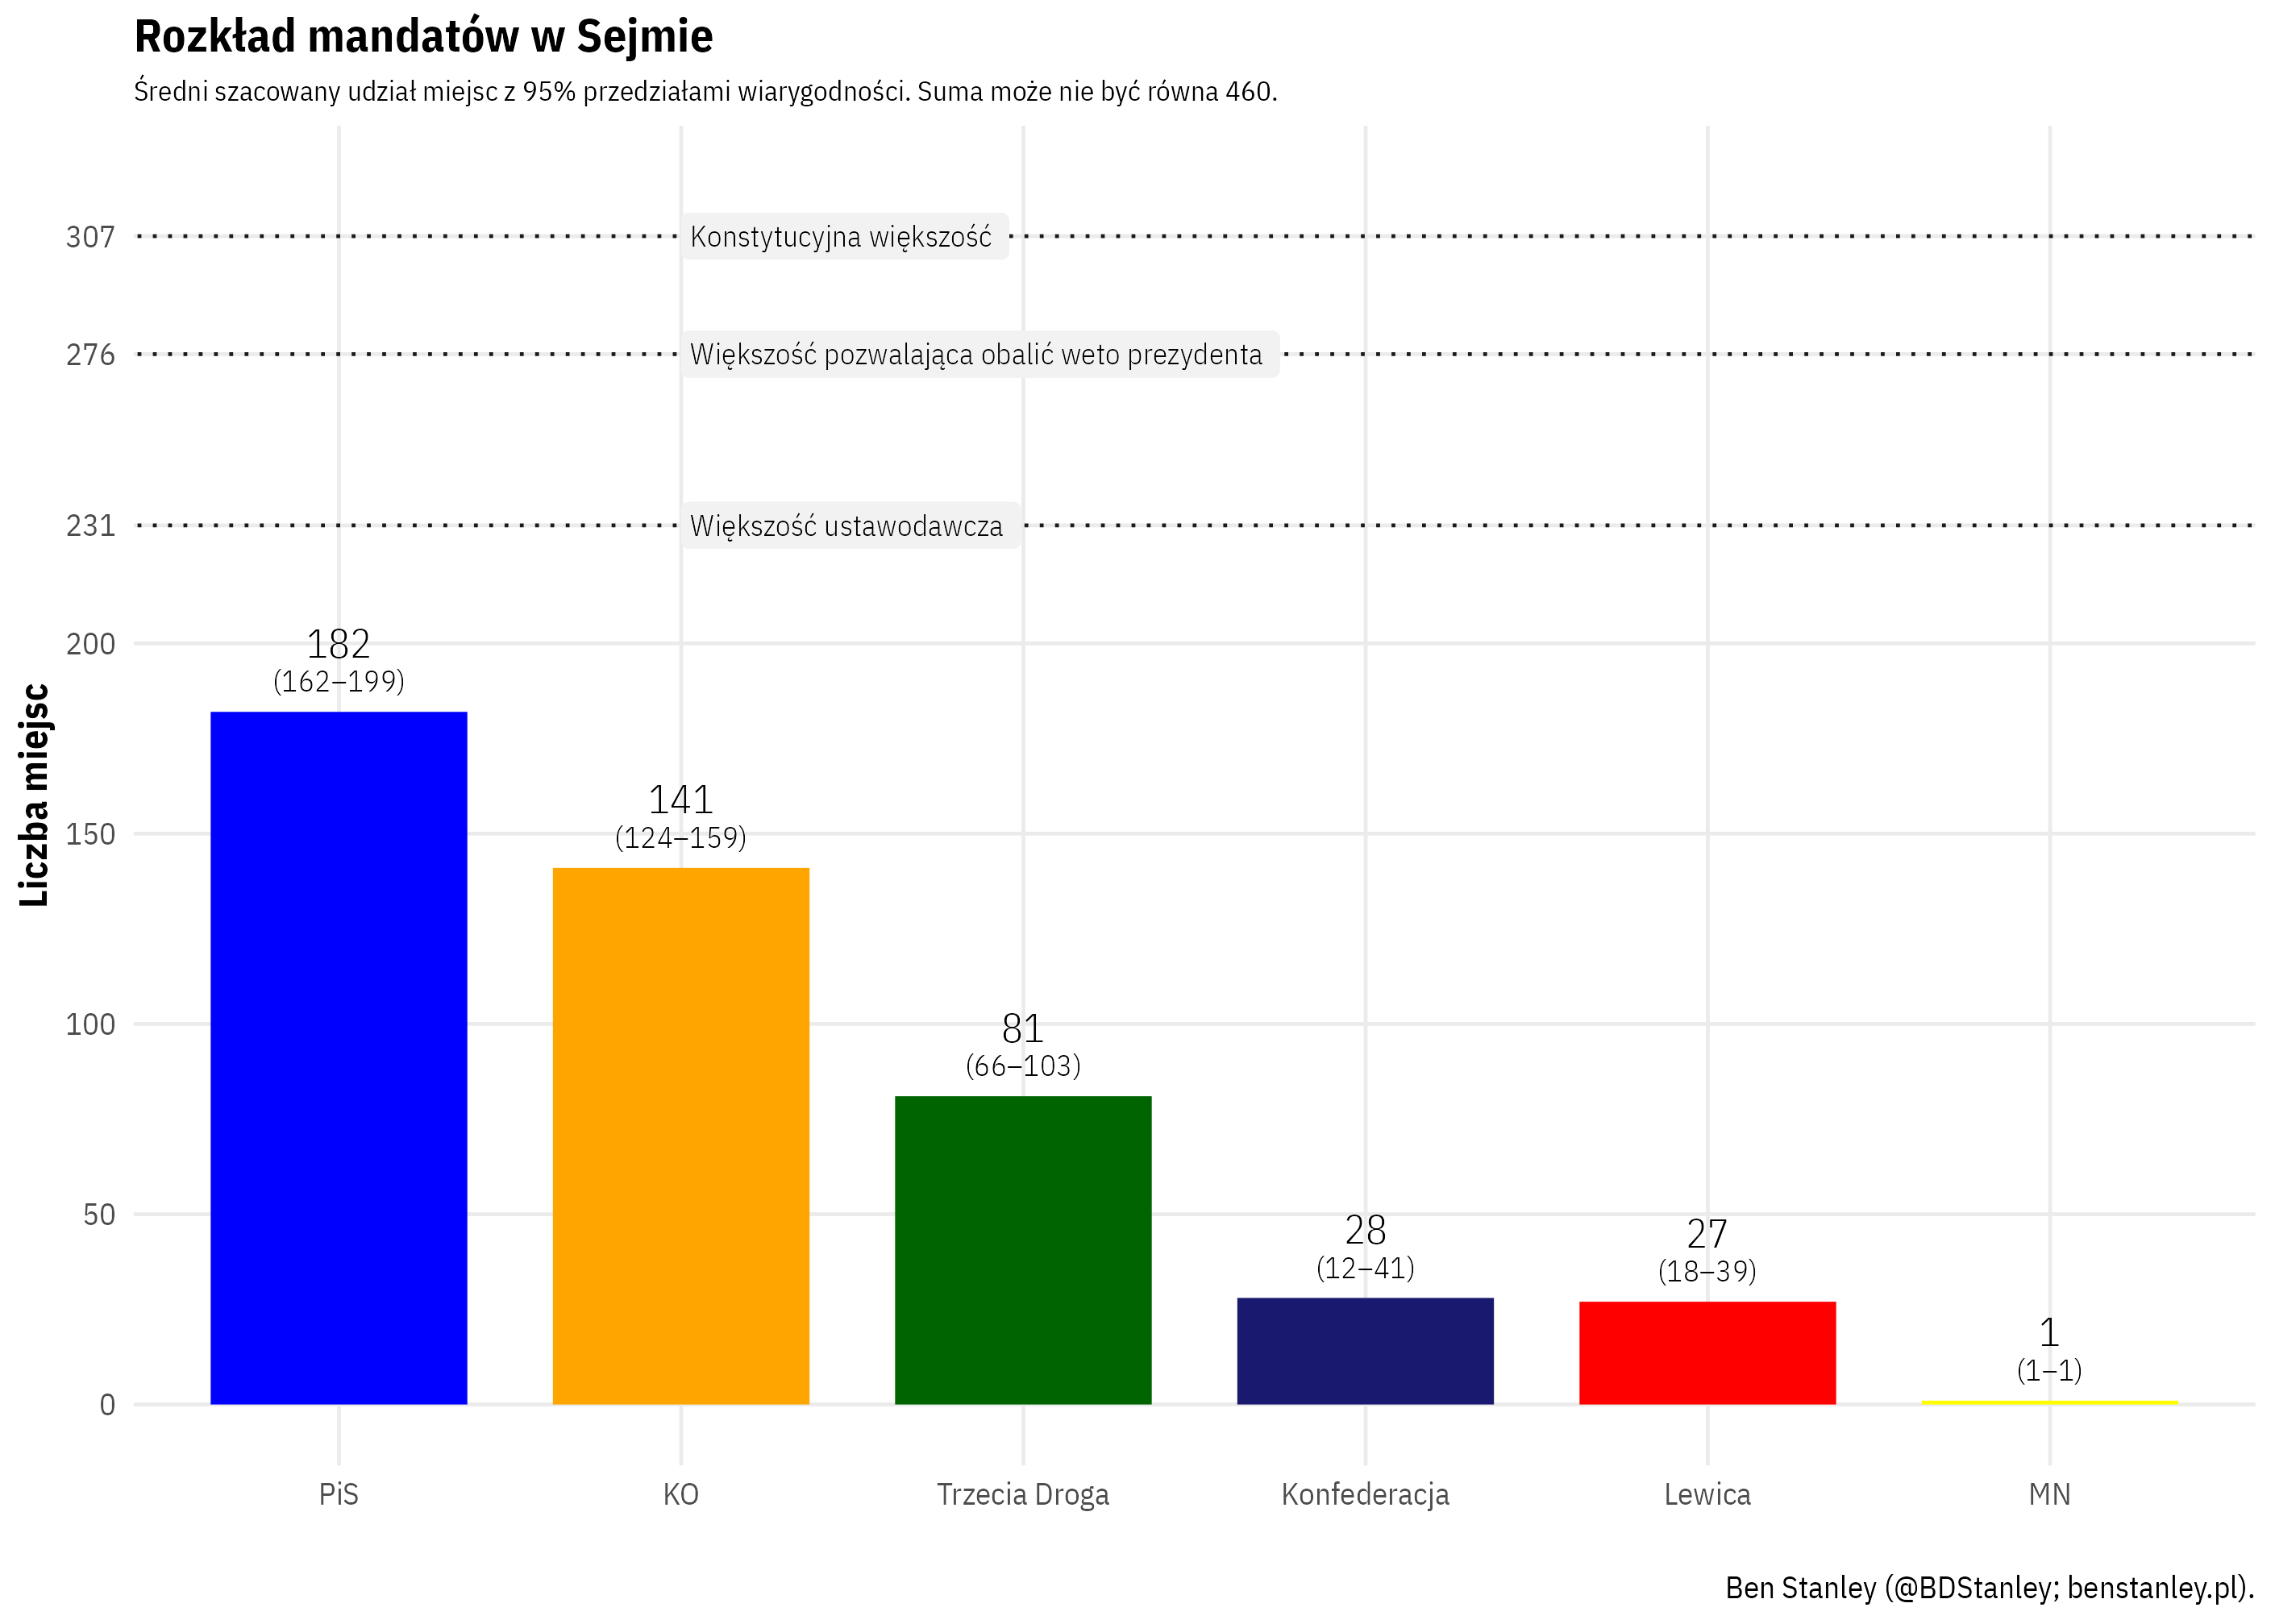 Rozkład mandatów w Sejmie
Średni szacowany udział miejsc z 95% przedziałami wiarygodności. Suma może nie być równa 460.
307
Konstytucyjna większość
276
Większość pozwalająca obalić weto prezydenta
231
Większość ustawodawcza
200
150
100
50
0
Liczba miejsc
182
(162–199)
141
(124–159)
81
(66–103)
28
(12–41)
27
(18–39)
1
(1–1)
PiS
KO
Trzecia Droga
Konfederacja
Lewica
MN
Ben Stanley (@BDStanley; benstanley.pl).